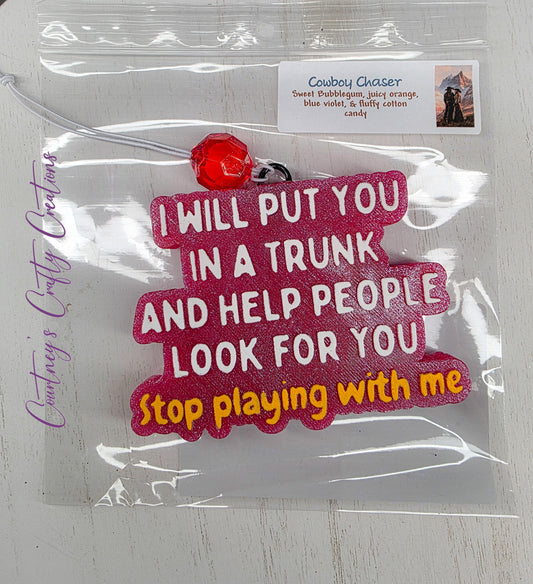 Cowboy Chaser
Sweet Bubblegum, juicy orange,
blue violet, & fluffy cotton
candy
I WILL PUT YOU
IN A TRUNK
AND HELP PEOPLE
LOOK FOR YOU
Stop playing with me
Courtney's Crafty Creations